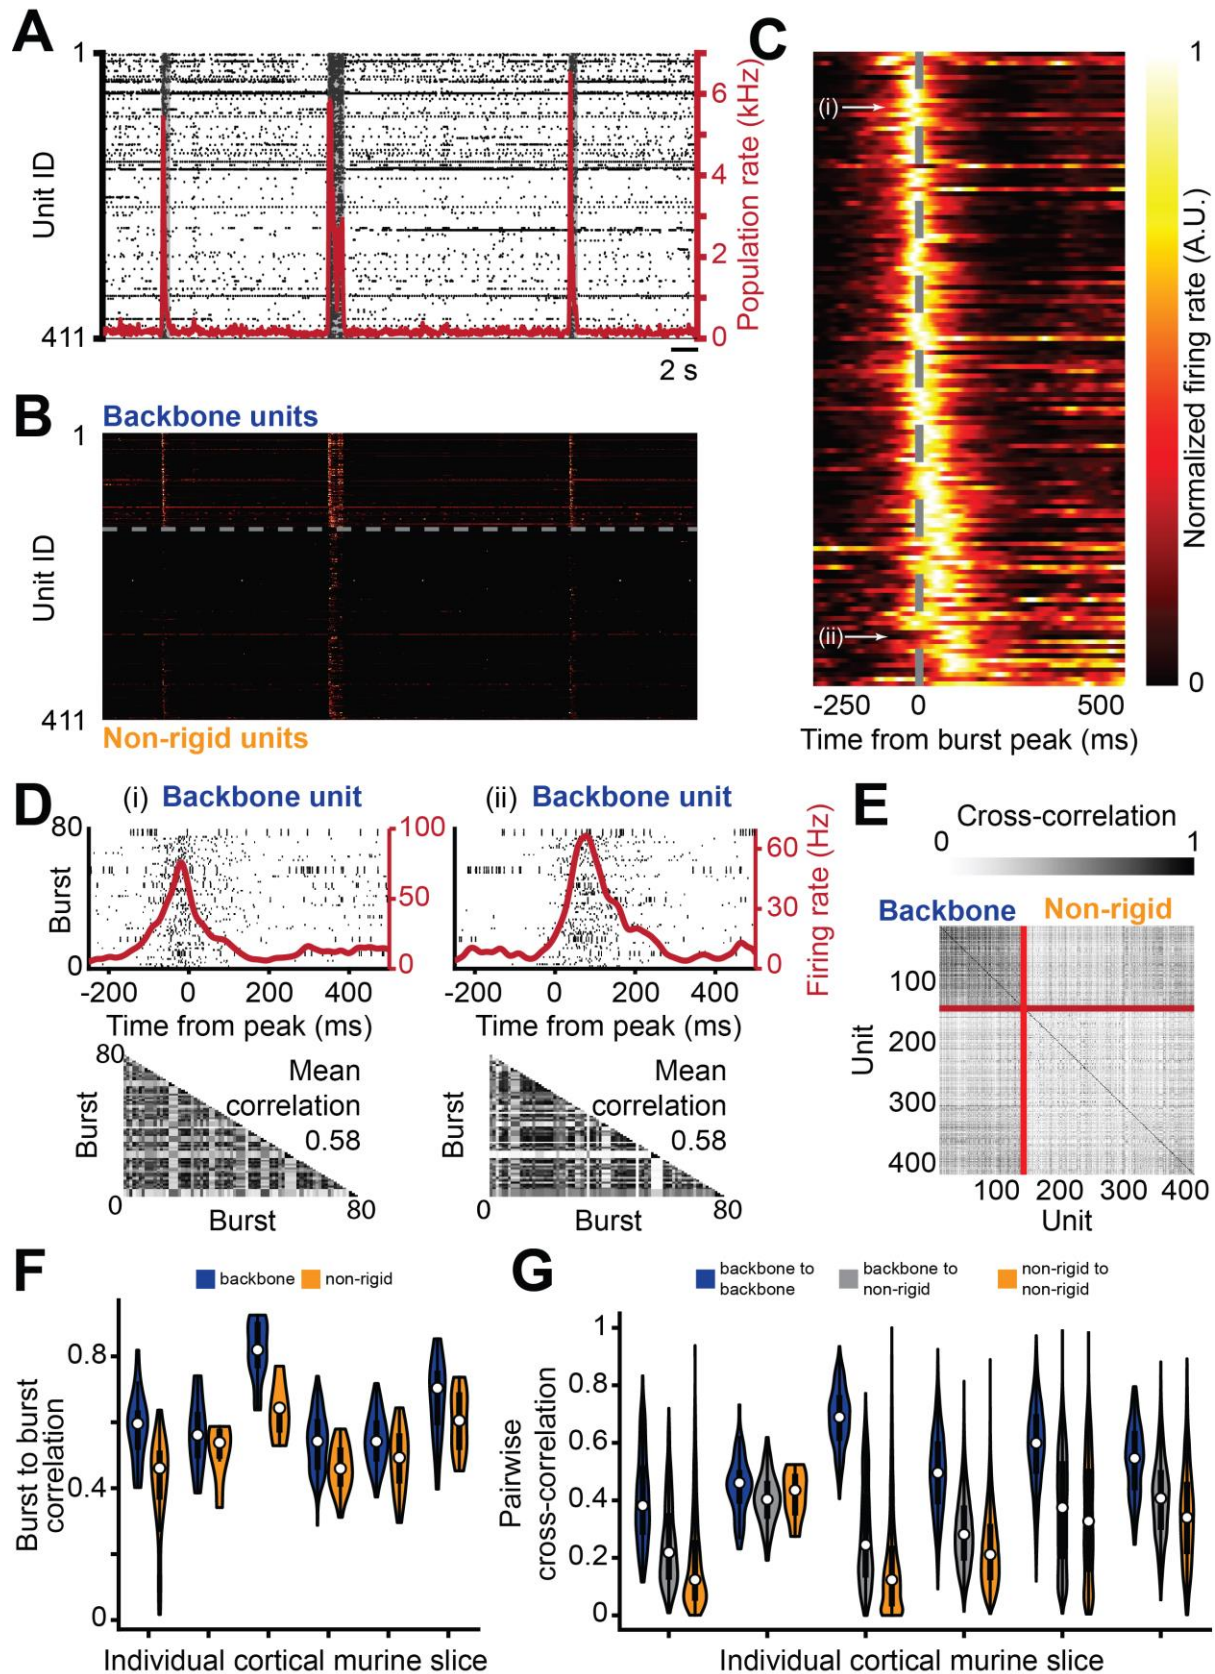 A
1
Unit ID
411
6
4
2
0
Population rate (kHz)
2 s
B
Backbone units
1
Unit ID
411
Non-rigid units
C
(i)
(ii)
-250 0 500
Time from burst peak (ms)
1
0
Normalized firing rate (A.U.)
D
(i) Backbone unit
80
Burst
0
100
50
0
-200 0 200 400
Time from peak (ms)
80
Burst
0
Mean
correlation
0.58
80
Burst
(ii) Backbone unit
60
30
0
Firing rate (Hz)
-200 0 200 400
Time from peak (ms)
Burst
Mean
correlation
0.58
0
80
Burst
E
Cross-correlation
0 1
Backbone Non-rigid
100
200
300
400
Unit
100 200 300 400
Unit
F
backbone non-rigid
0.8
0.4
0
Burst to burst
correlation
Individual cortical murine slice
G
backbone to
backbone
backbone to
non-rigid
non-rigid to
non-rigid
1
0.8
0.6
0.4
0.2
0
Pairwise
cross-correlation
Individual cortical murine slice